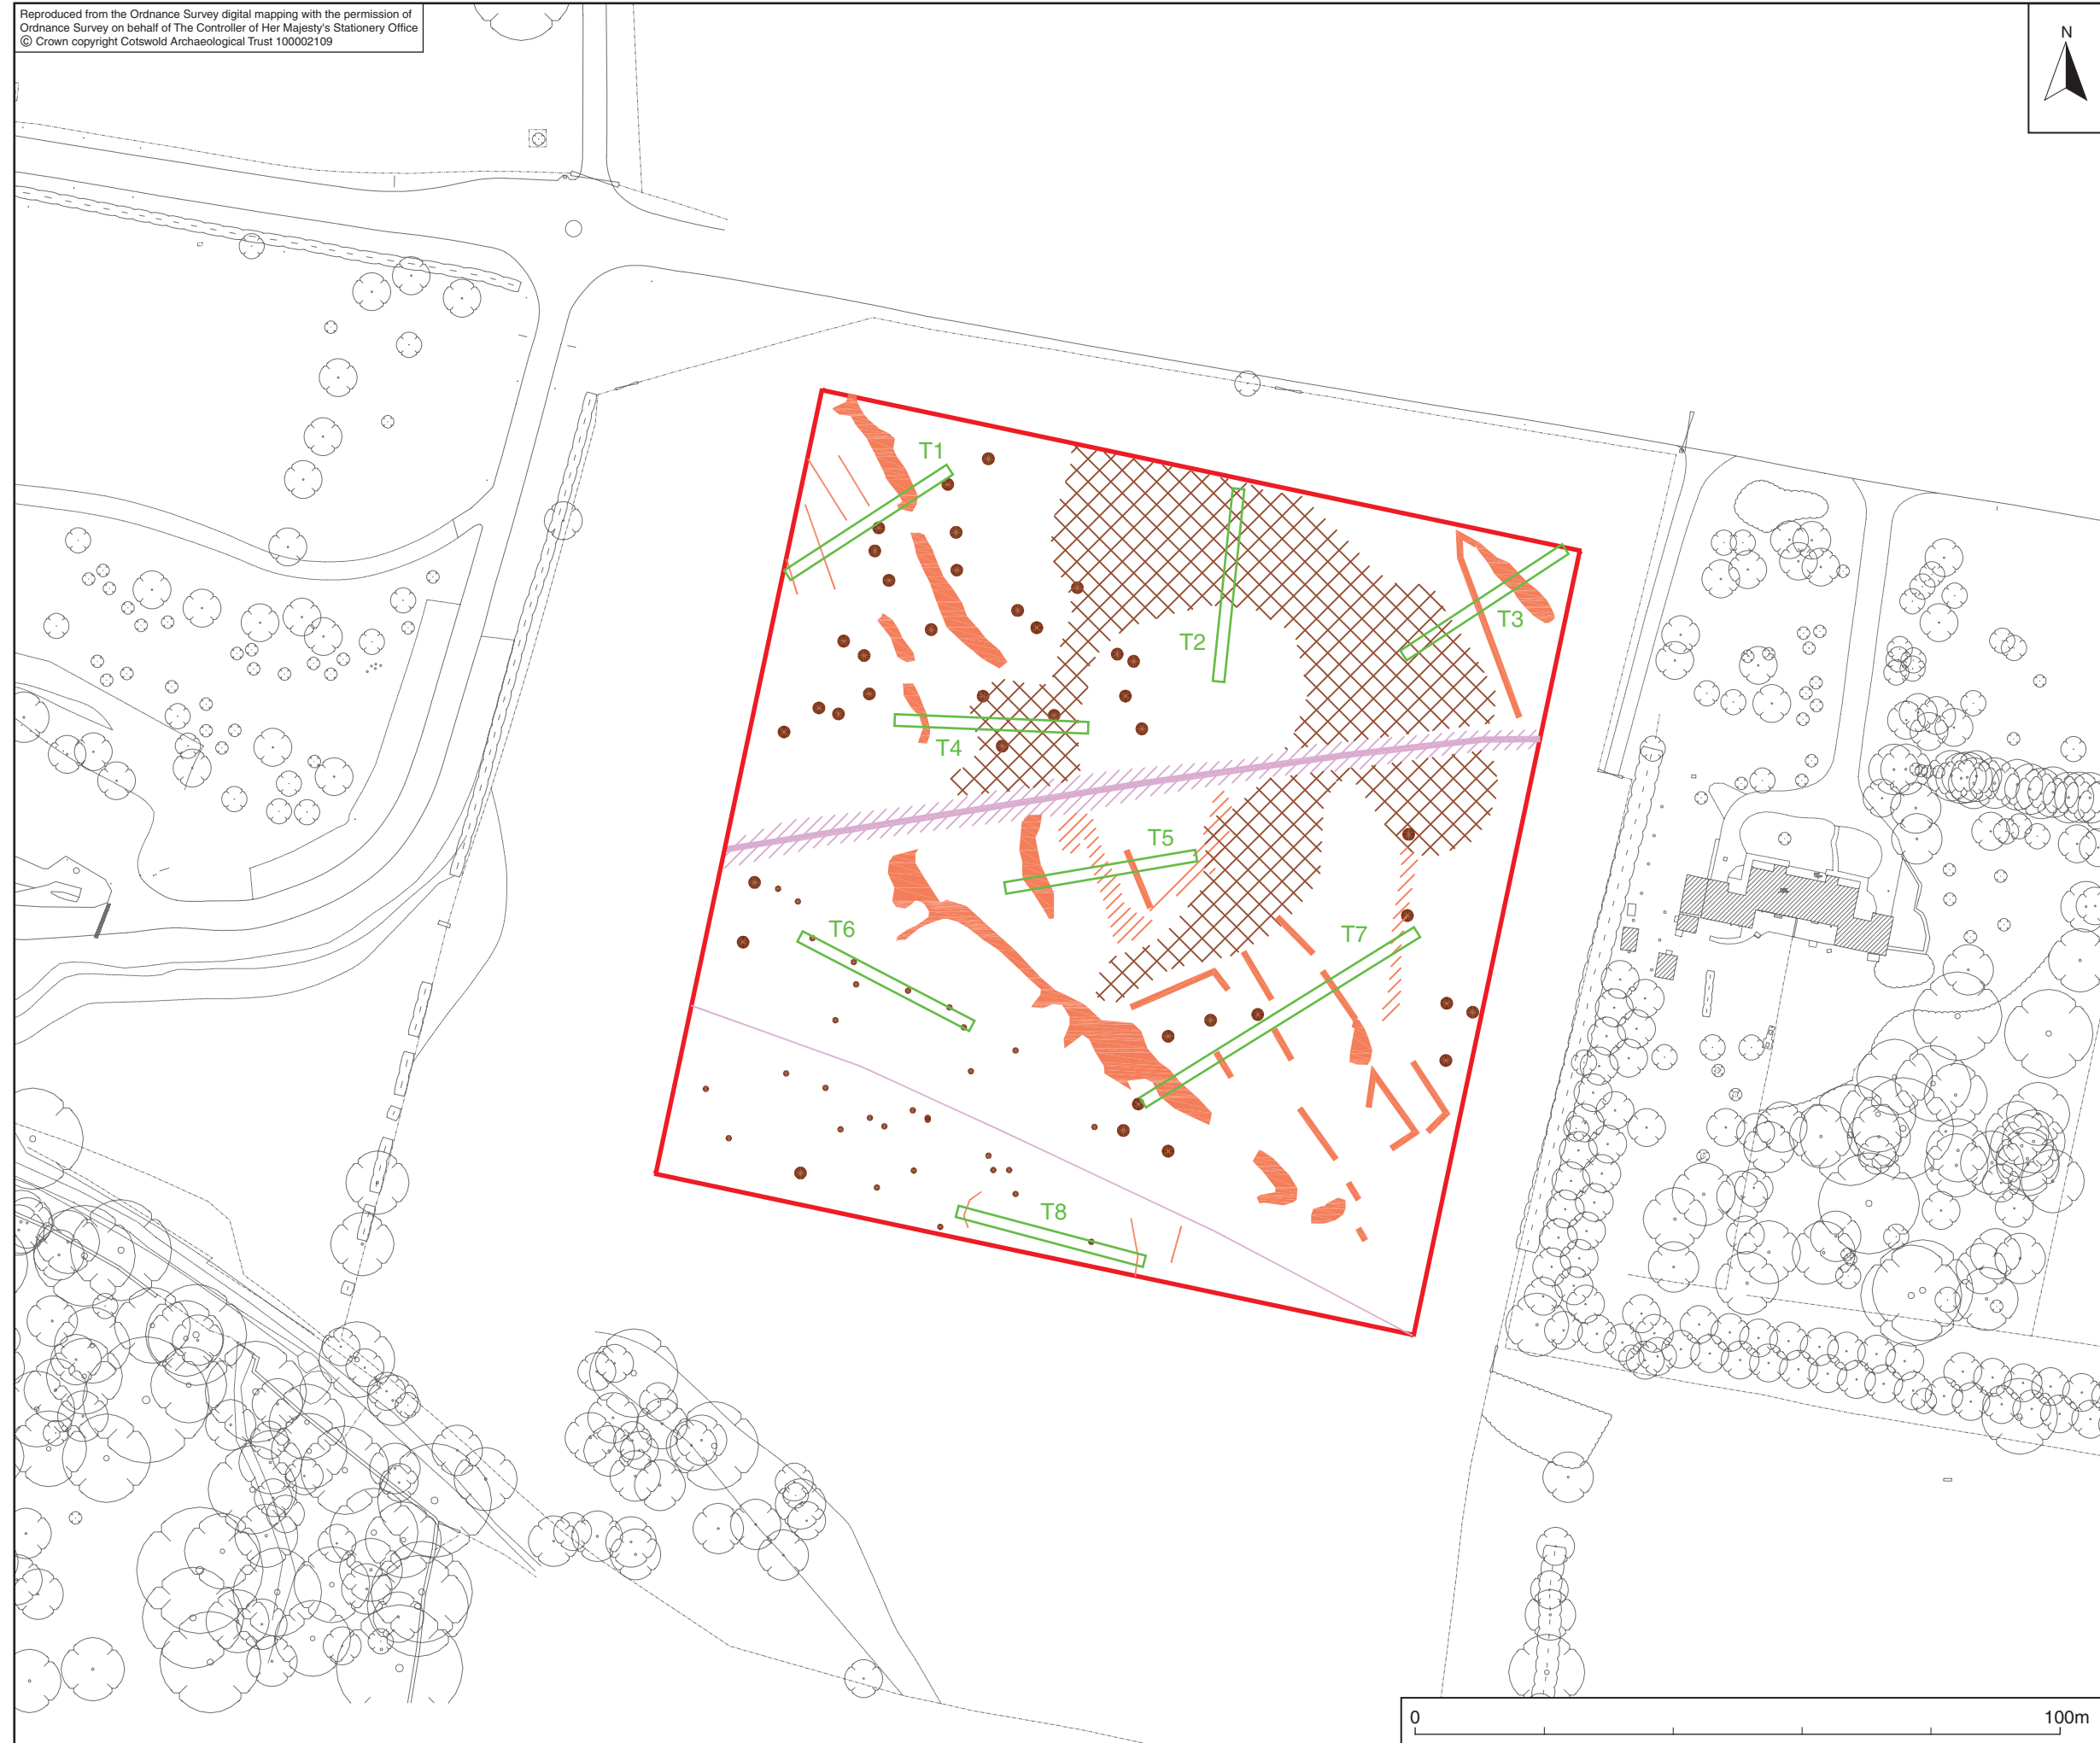 Reproduced from the Ordnance Survey digital mapping with the permission of
Ordnance Survey on behalf of The Controller of Her Majesty's Stationery Office
© Crown copyright Cotswold Archaeological Trust 100002109
N
T1
T2
T3
T4
T5
T6
T7
T8
0
100m